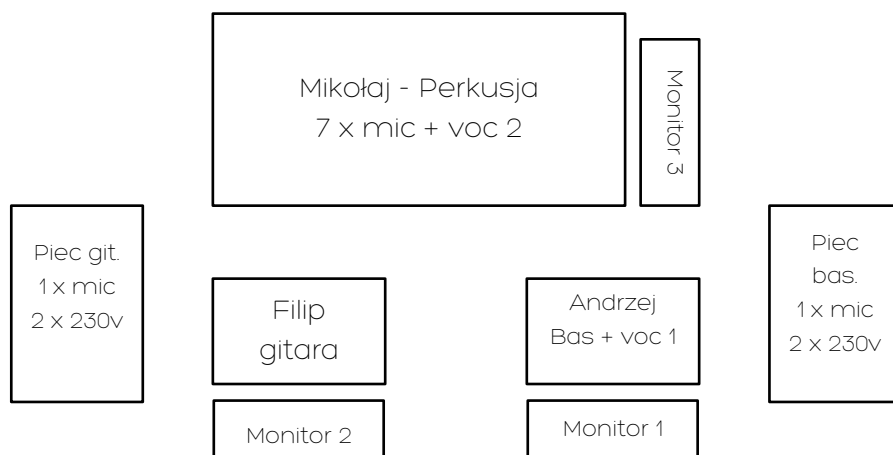 Mikołaj - Perkusja
7 x mic + voc 2
Monitor 3
Piec git.
1 x mic
2 x 230v
Filip
gitara
Andrzej
Bas + voc 1
Piec
bas.
1 x mic
2 x 230v
Monitor 2
Monitor 1